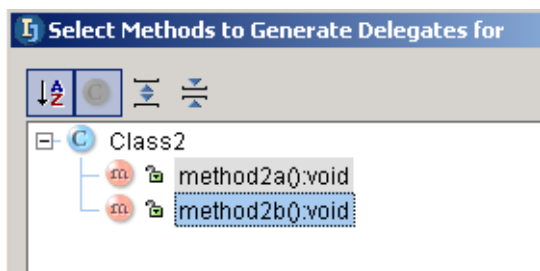 Select Methods to Generate Delegates for
Class2
method2a():void
method2b():void